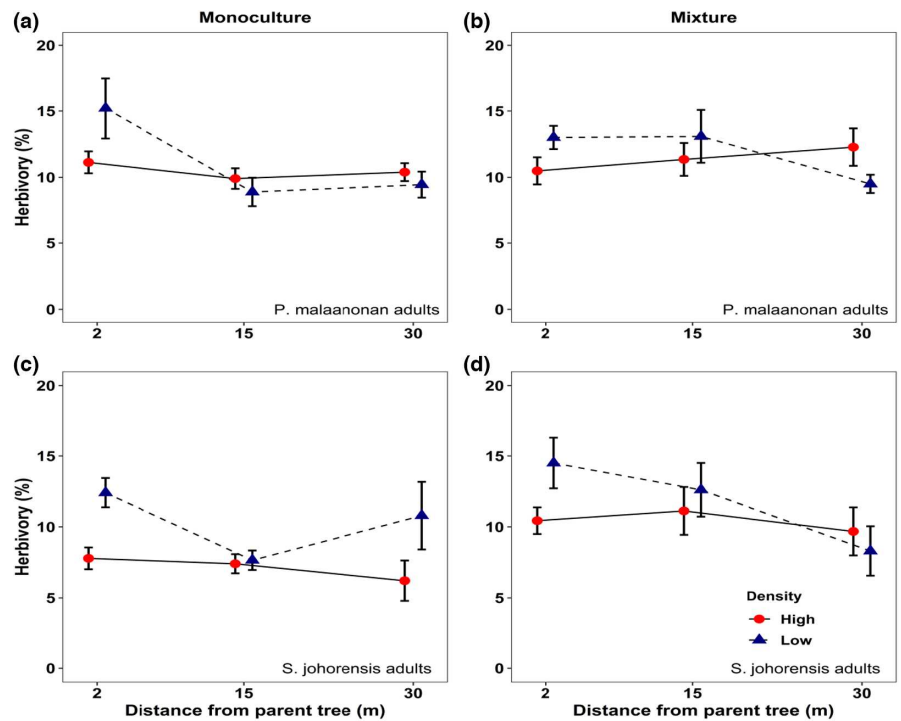 (a)
Monoculture
Herbivory (%)
20
15
10
5
0
P. malaanonan adults
2
15
30
(b)
Mixture
20
15
10
5
0
P. malaanonan adults
2
15
30
(c)
Herbivory (%)
20
15
10
5
0
S. johorensis adults
2
15
30
Distance from parent tree (m)
(d)
20
15
10
5
0
Density
High
Low
S. johorensis adults
2
15
30
Distance from parent tree (m)